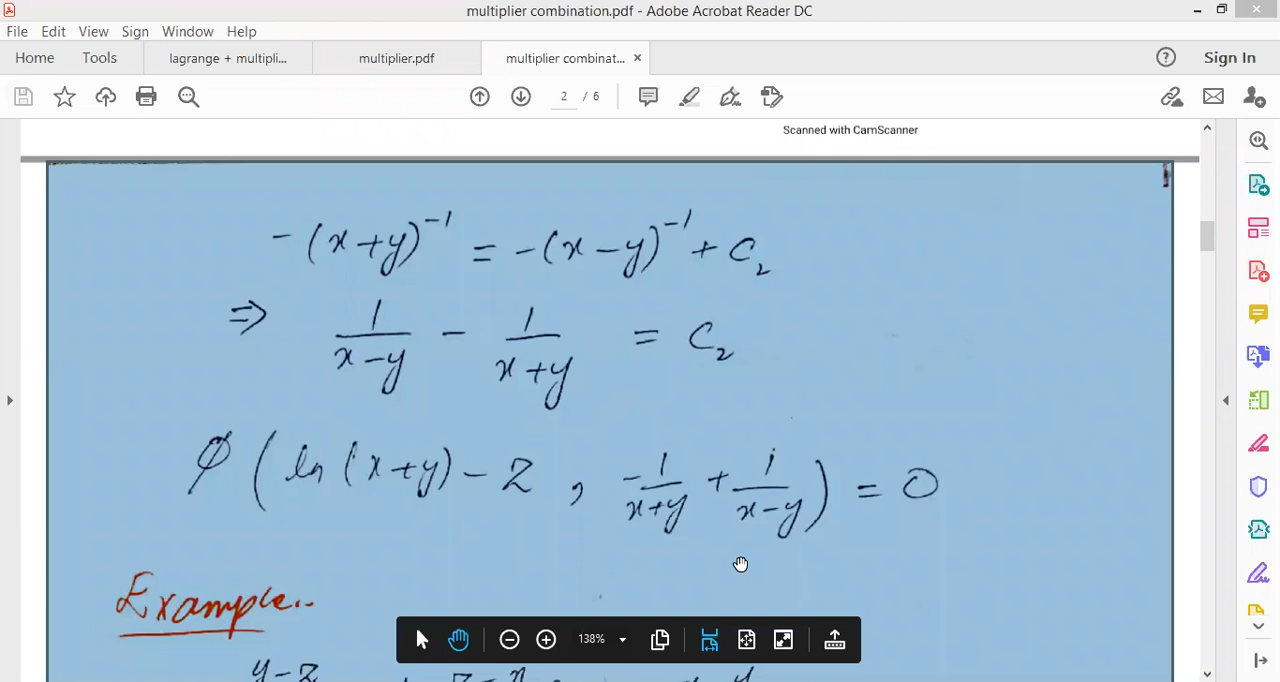 multiplier combination.pdf - Adobe Acrobat Reader DC
File Edit View Sign Window Help
Home Tools lagrange + multipli... multiplier.pdf multiplier combinat... × Sign In
2 / 6
Scanned with CamScanner
-(x+y)^{-1} = -(x-y)^{-1} + C₂
⇒ 1/(x-y) - 1/(x+y) = C₂
φ ( ln(x+y) - z , -1/(x+y) + 1/(x-y) ) = 0
Example..
138%
y-z z-x x-y